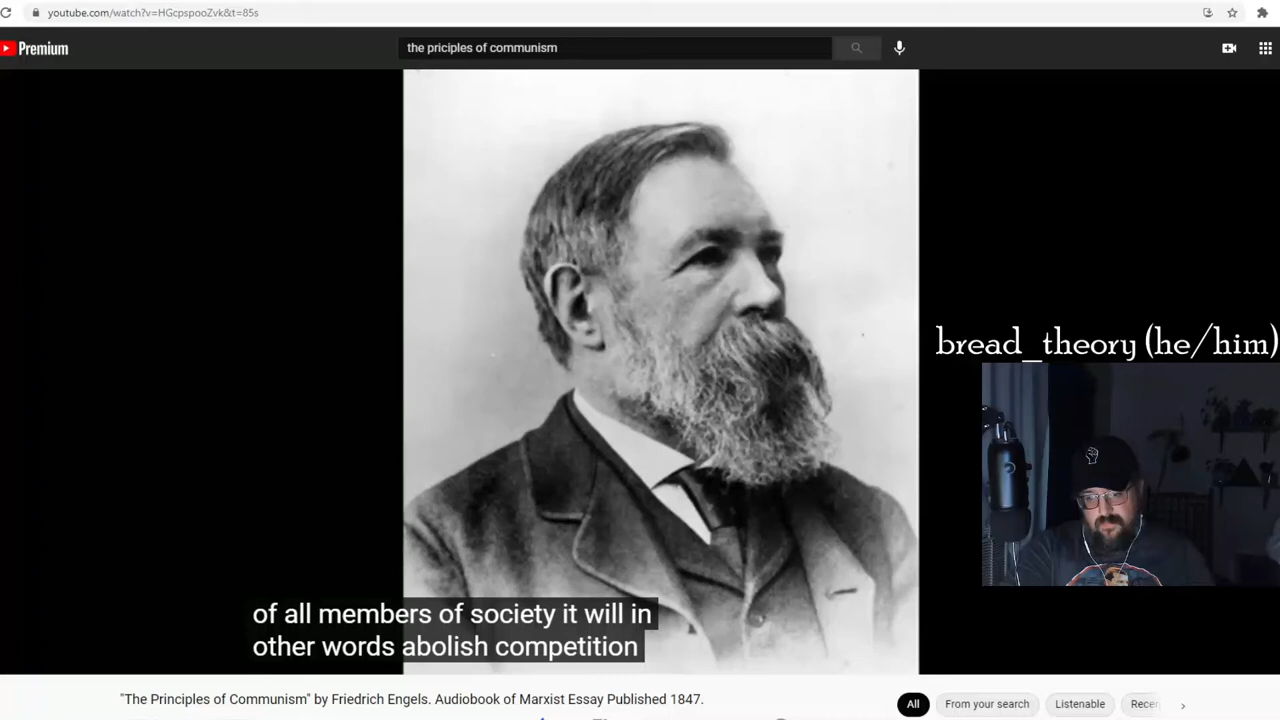 youtube.com/watch?v=HGcpspooZvk&t=85s
Premium
the priciples of communism
bread_theory (he/him)
of all members of society it will in
other words abolish competition
"The Principles of Communism" by Friedrich Engels. Audiobook of Marxist Essay Published 1847.
All
From your search
Listenable